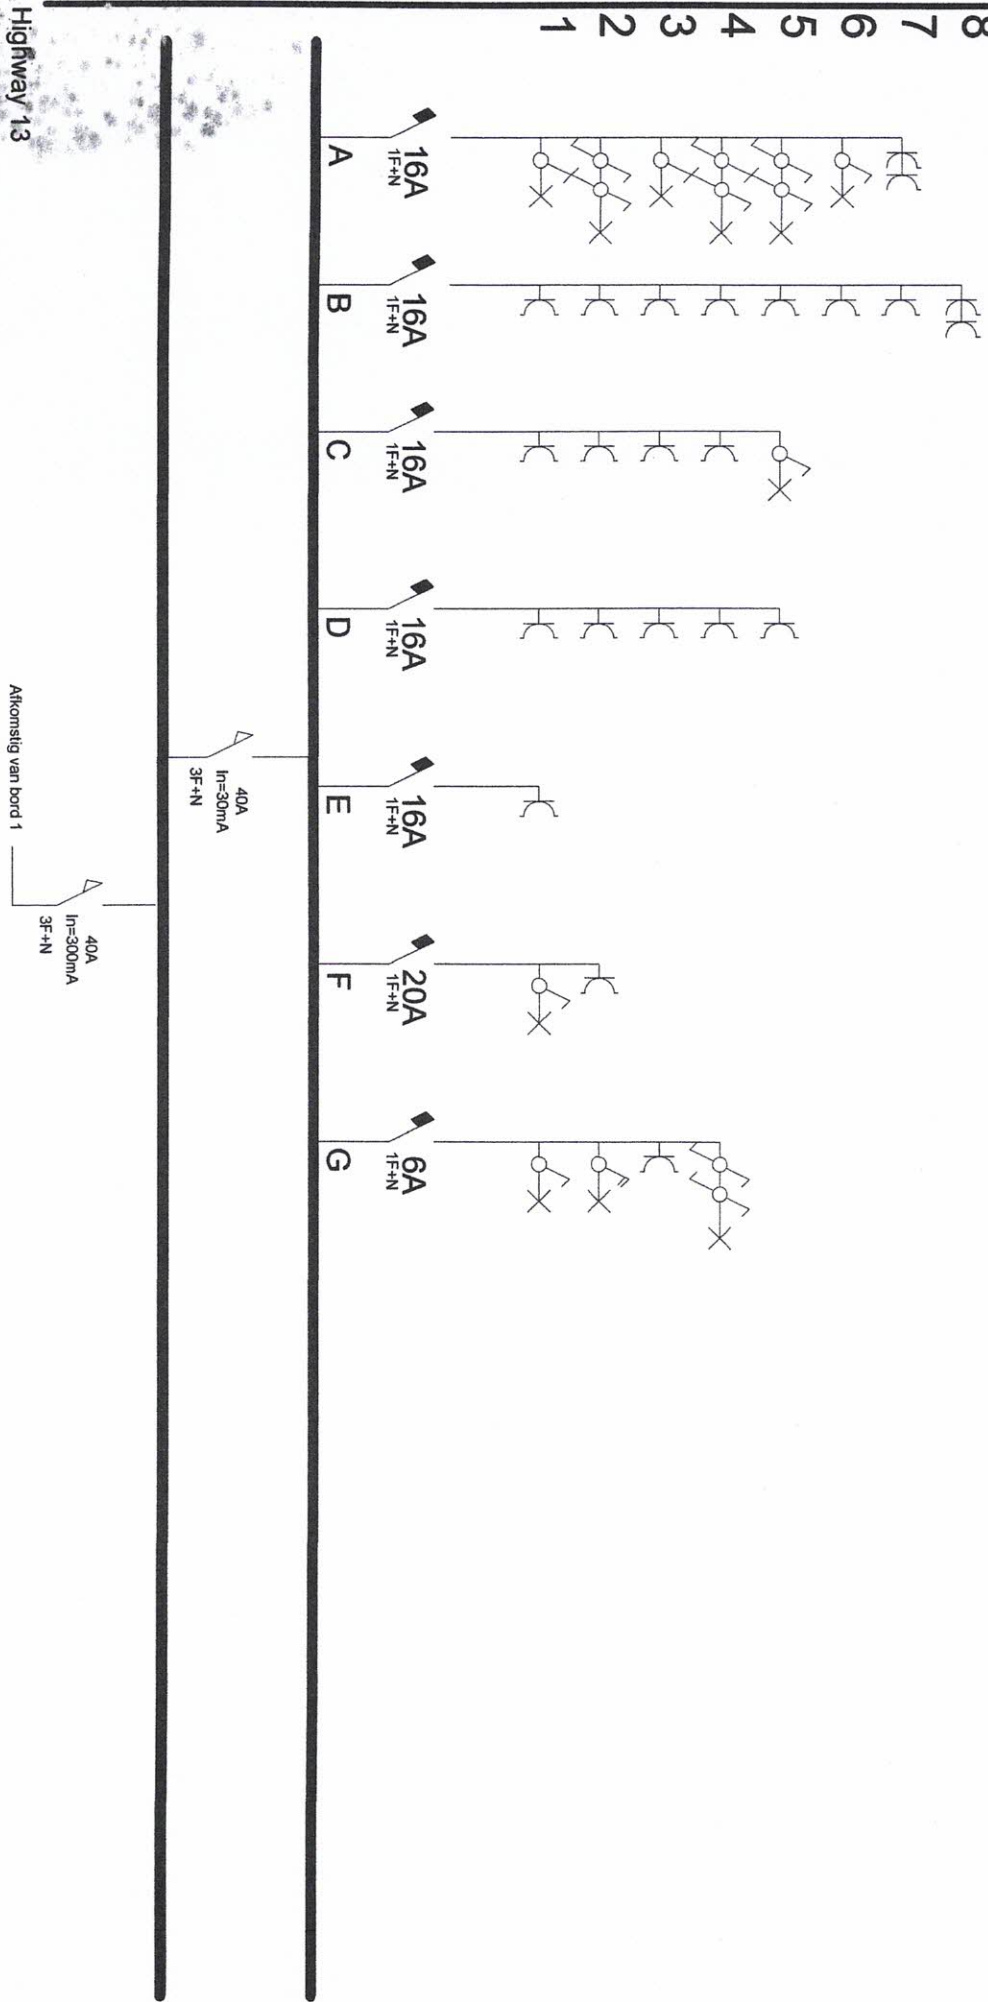 8
7
6
5
4
3
2
1
16A
1F+N
A
16A
1F+N
B
16A
1F+N
C
16A
1F+N
D
16A
1F+N
E
20A
1F+N
F
6A
1F+N
G
40A
In=30mA
3F+N
40A
In=300mA
3F+N
Afkomstig van bord 1
Highway 13